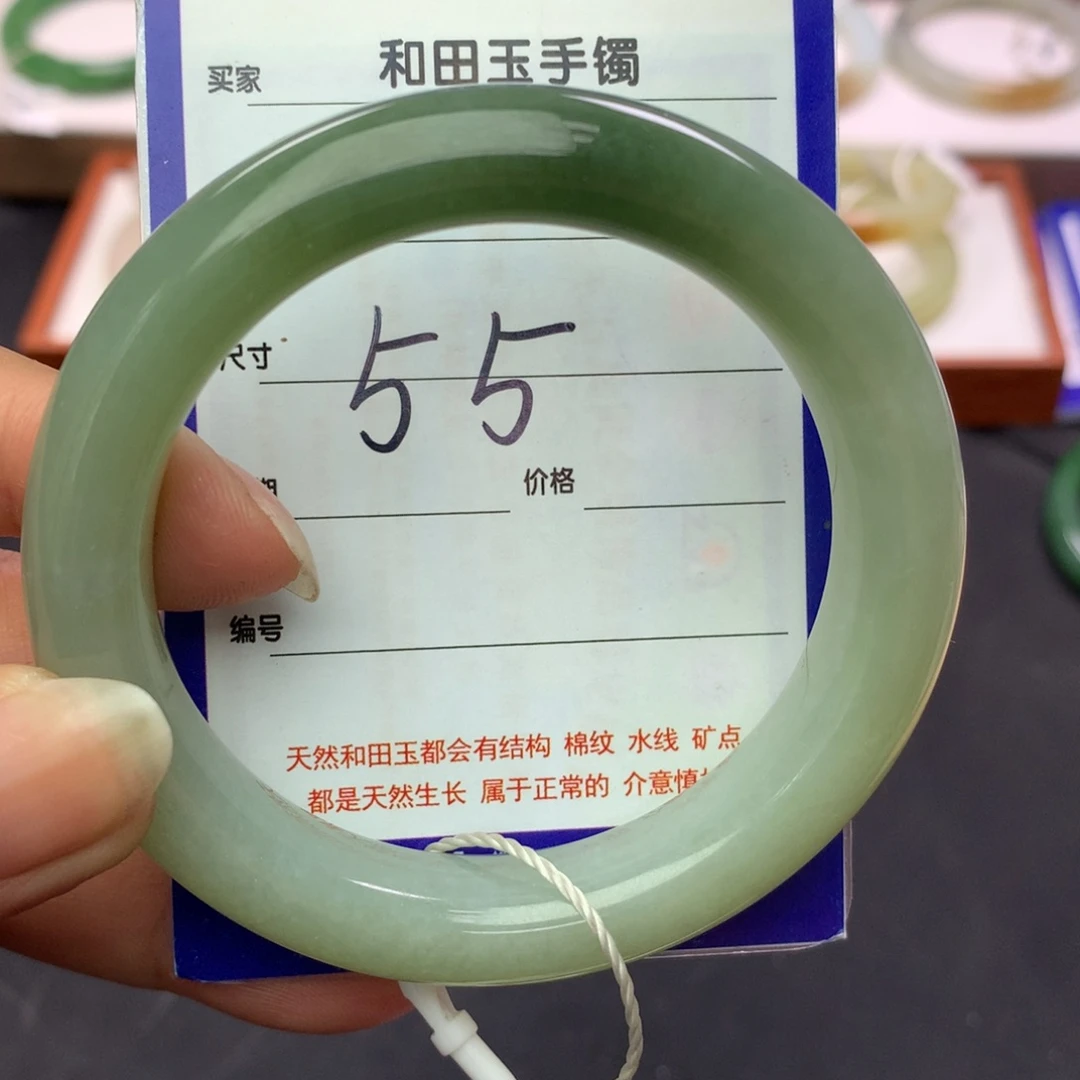 和田玉手镯
买家
尺寸 55
期 价格
编号
天然和田玉都会有结构 棉纹 水线 矿点
都是天然生长 属于正常的 介意慎